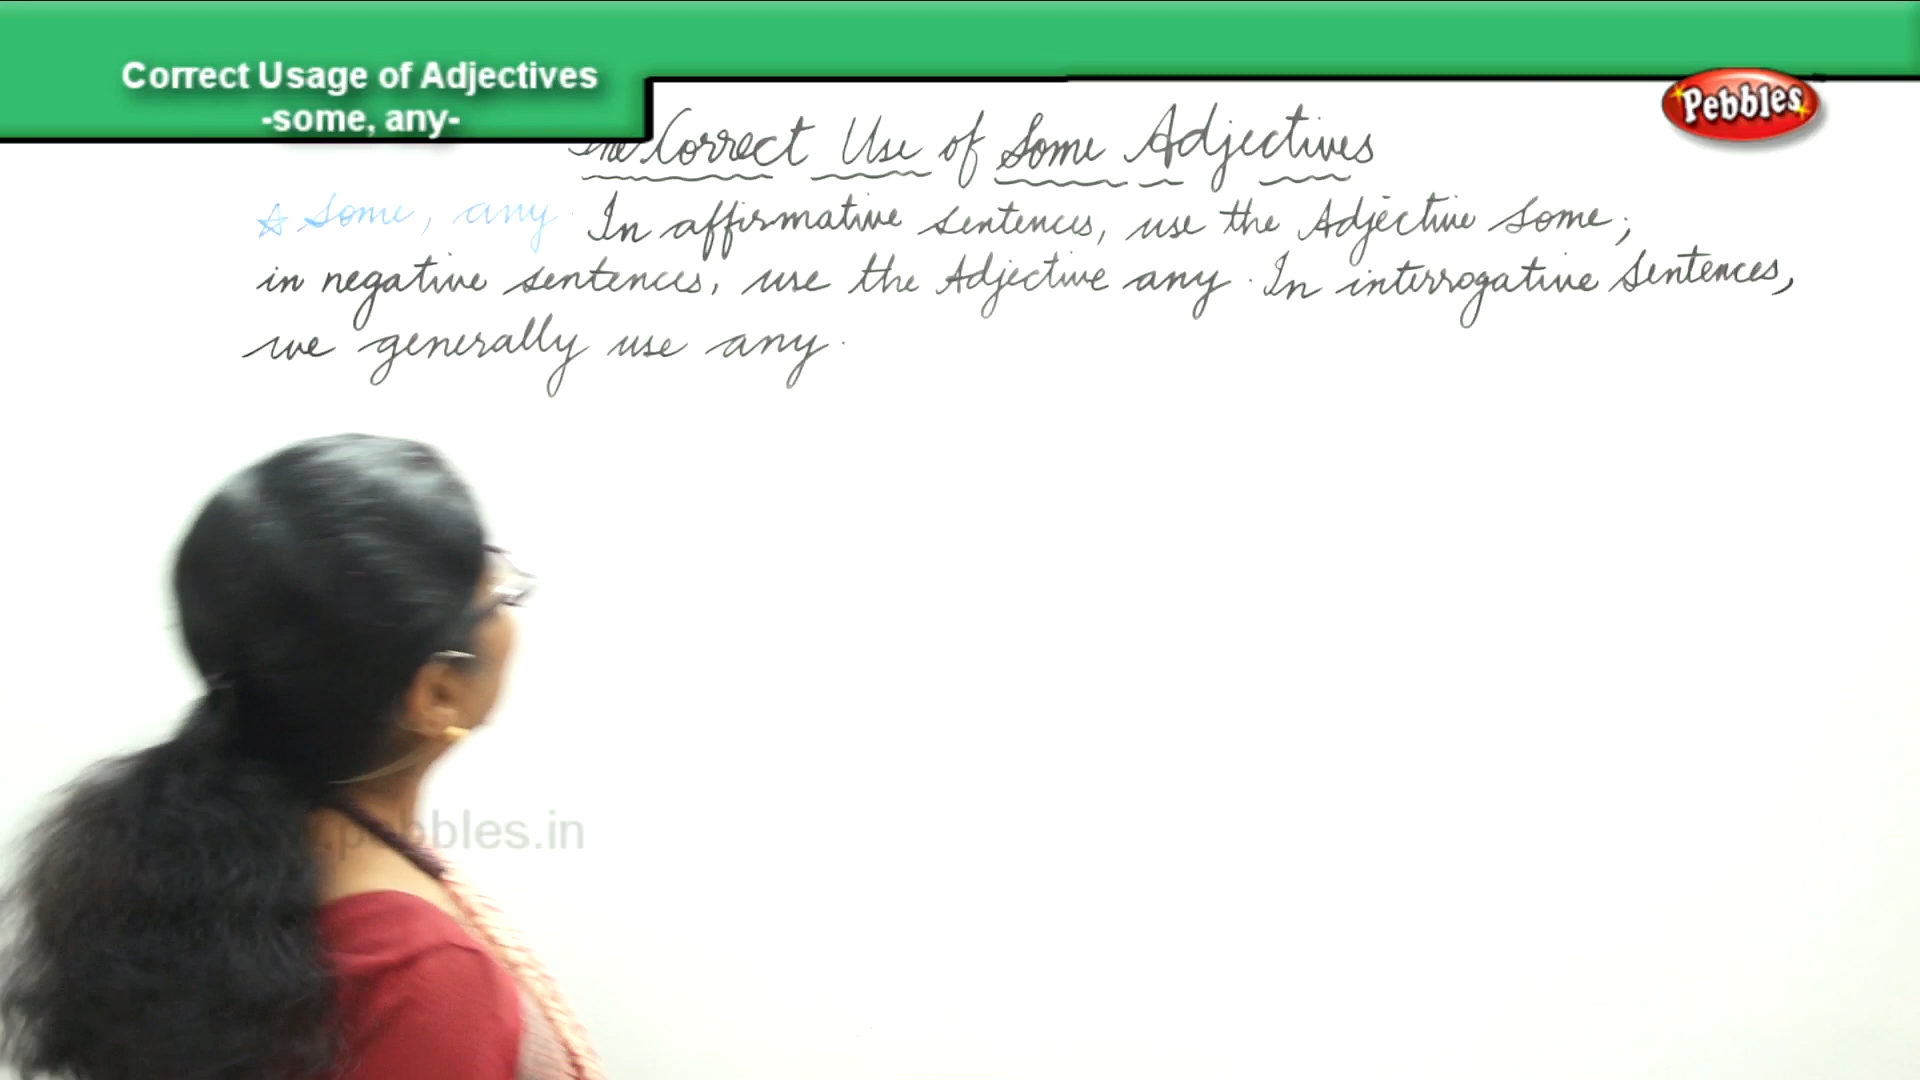 Correct Usage of Adjectives
-some, any-
Pebbles
The Correct Use of Some Adjectives
☆ Some, any. In affirmative sentences, use the Adjective some;
in negative sentences, use the Adjective any. In interrogative sentences,
we generally use any.
pebbles.in